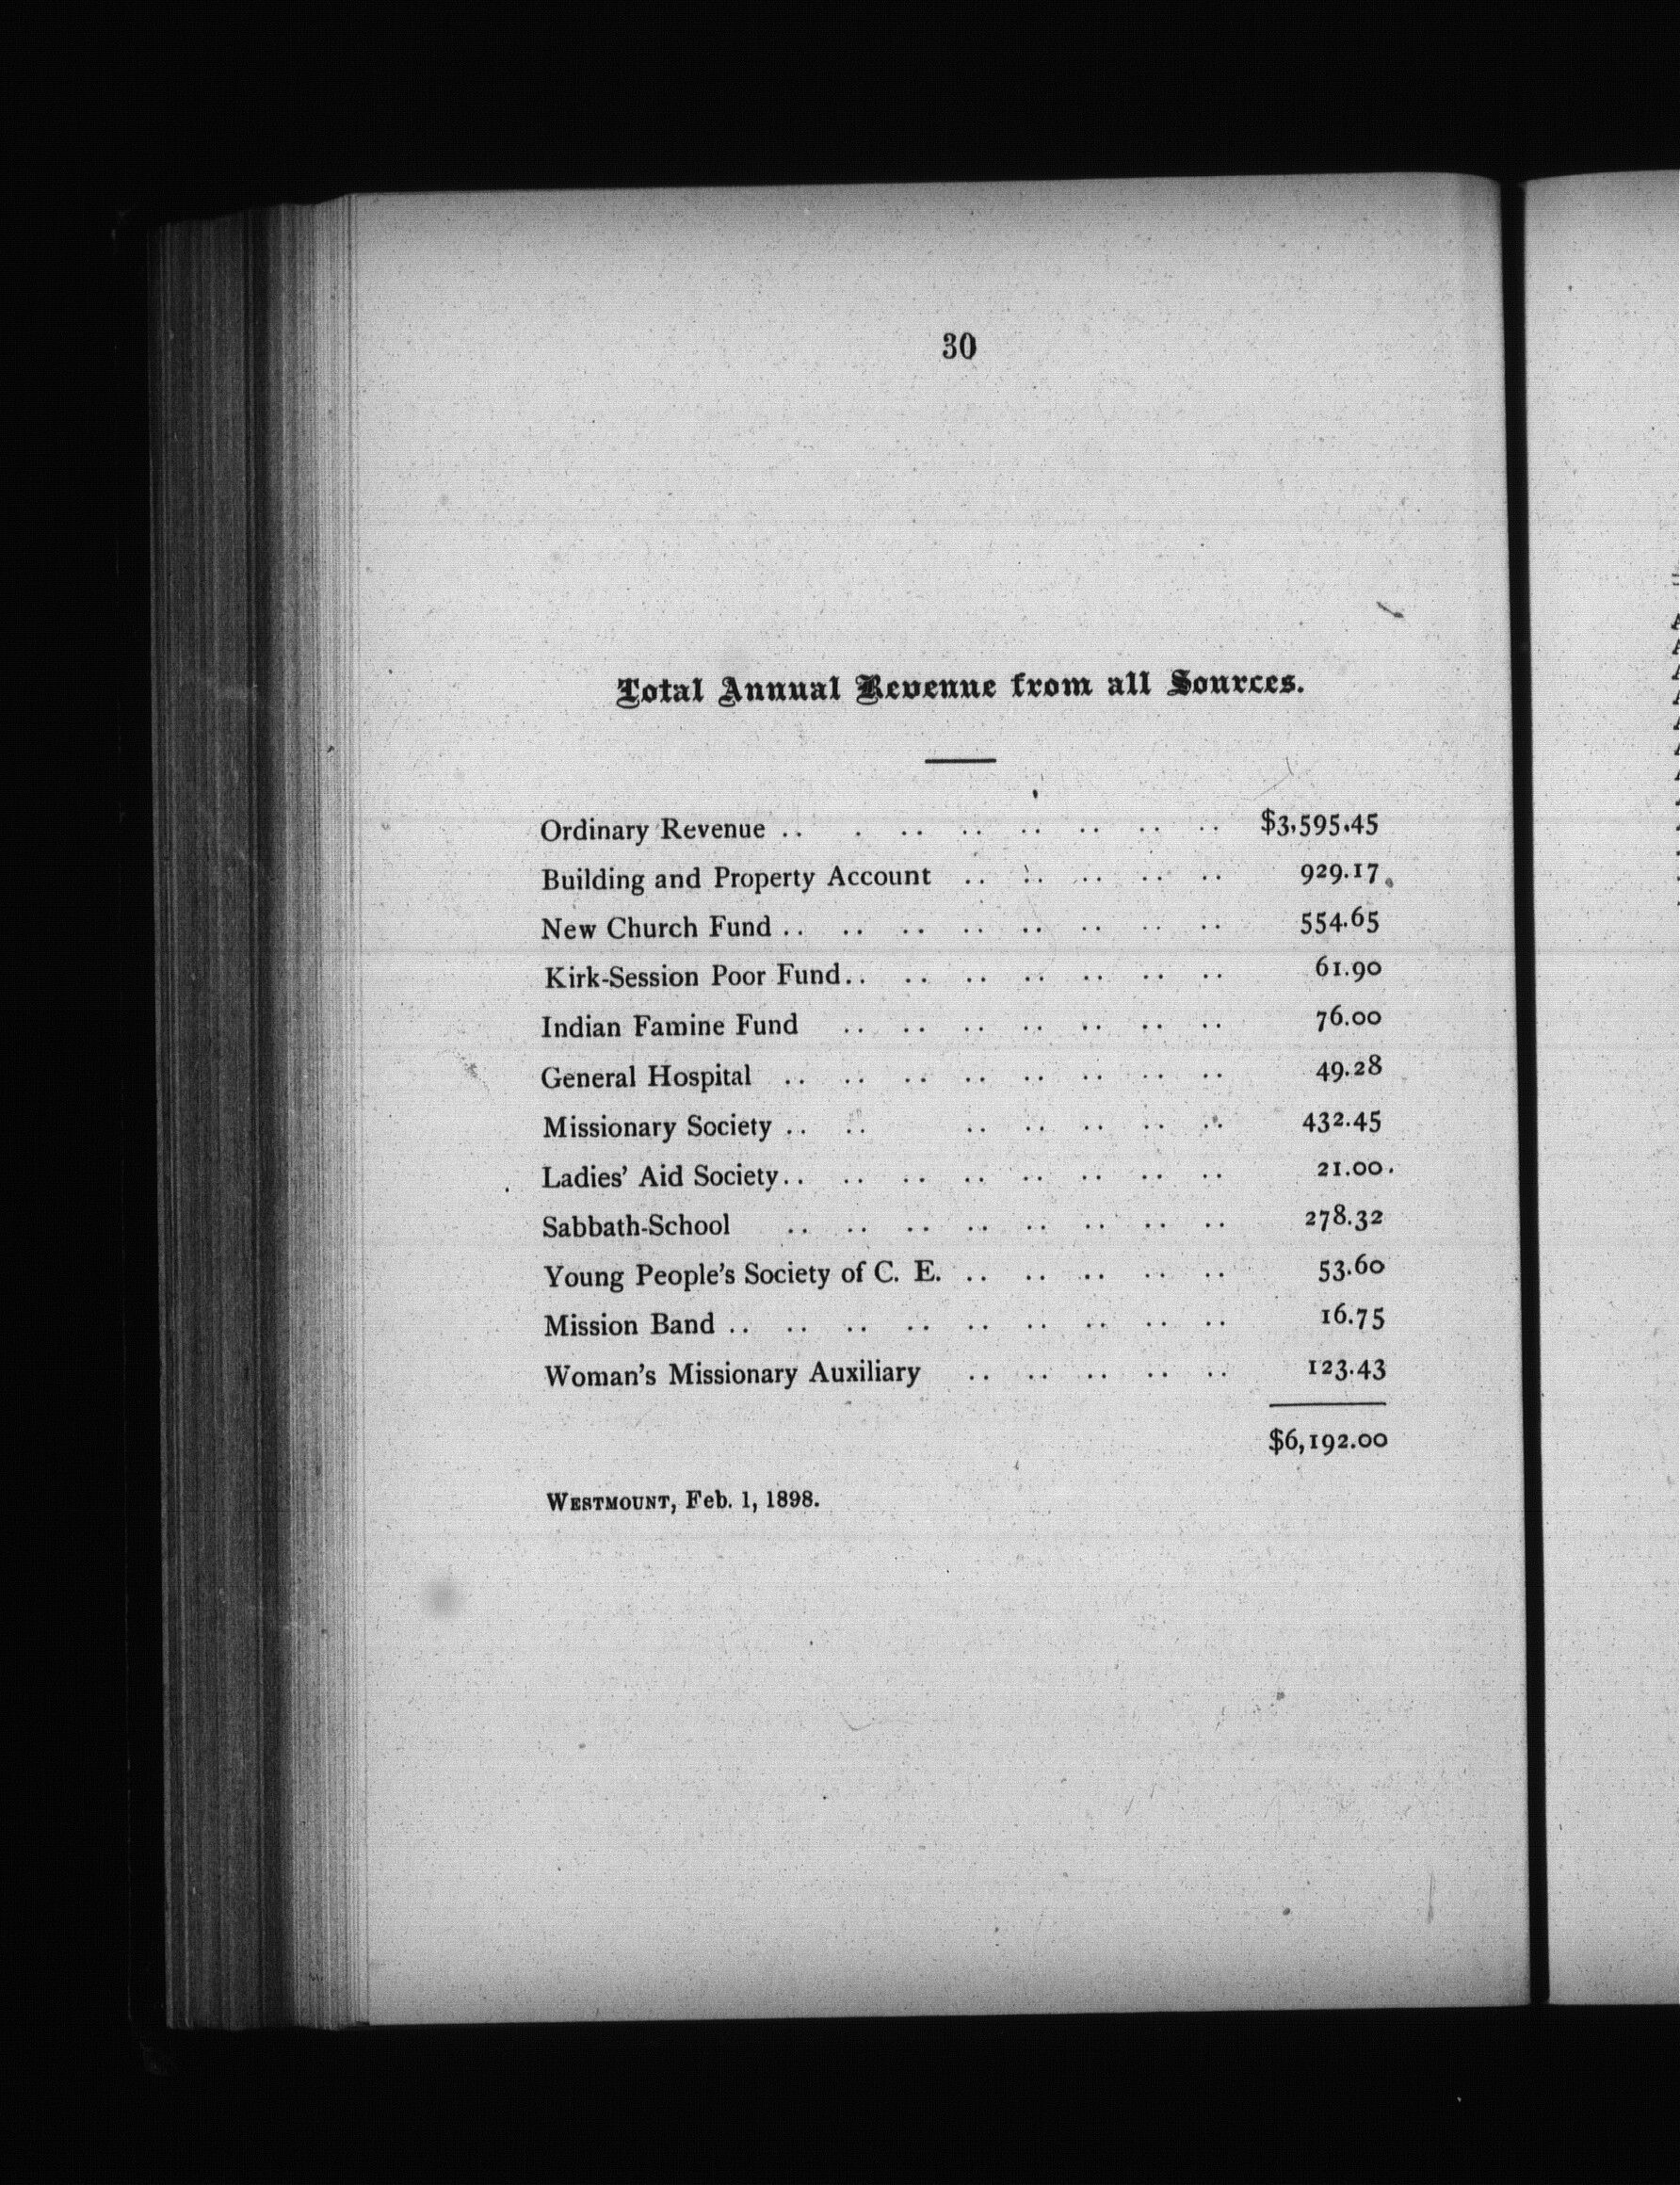 30
Total Annual Revenue from all Sources.
Ordinary Revenue .. . .. .. .. .. .. .. $3,595.45
Building and Property Account .. .. .. .. .. 929.17
New Church Fund .. .. .. .. .. .. .. .. 554.65
Kirk-Session Poor Fund .. .. .. .. .. .. .. 61.90
Indian Famine Fund .. .. .. .. .. .. .. 76.00
General Hospital .. .. .. .. .. .. .. .. 49.28
Missionary Society .. .. .. .. .. .. .. 432.45
Ladies' Aid Society .. .. .. .. .. .. .. .. 21.00.
Sabbath-School .. .. .. .. .. .. .. .. 278.32
Young People's Society of C. E. .. .. .. .. .. 53.60
Mission Band .. .. .. .. .. .. .. .. .. 16.75
Woman's Missionary Auxiliary .. .. .. .. .. 123.43
$6,192.00
WESTMOUNT, Feb. 1, 1898.